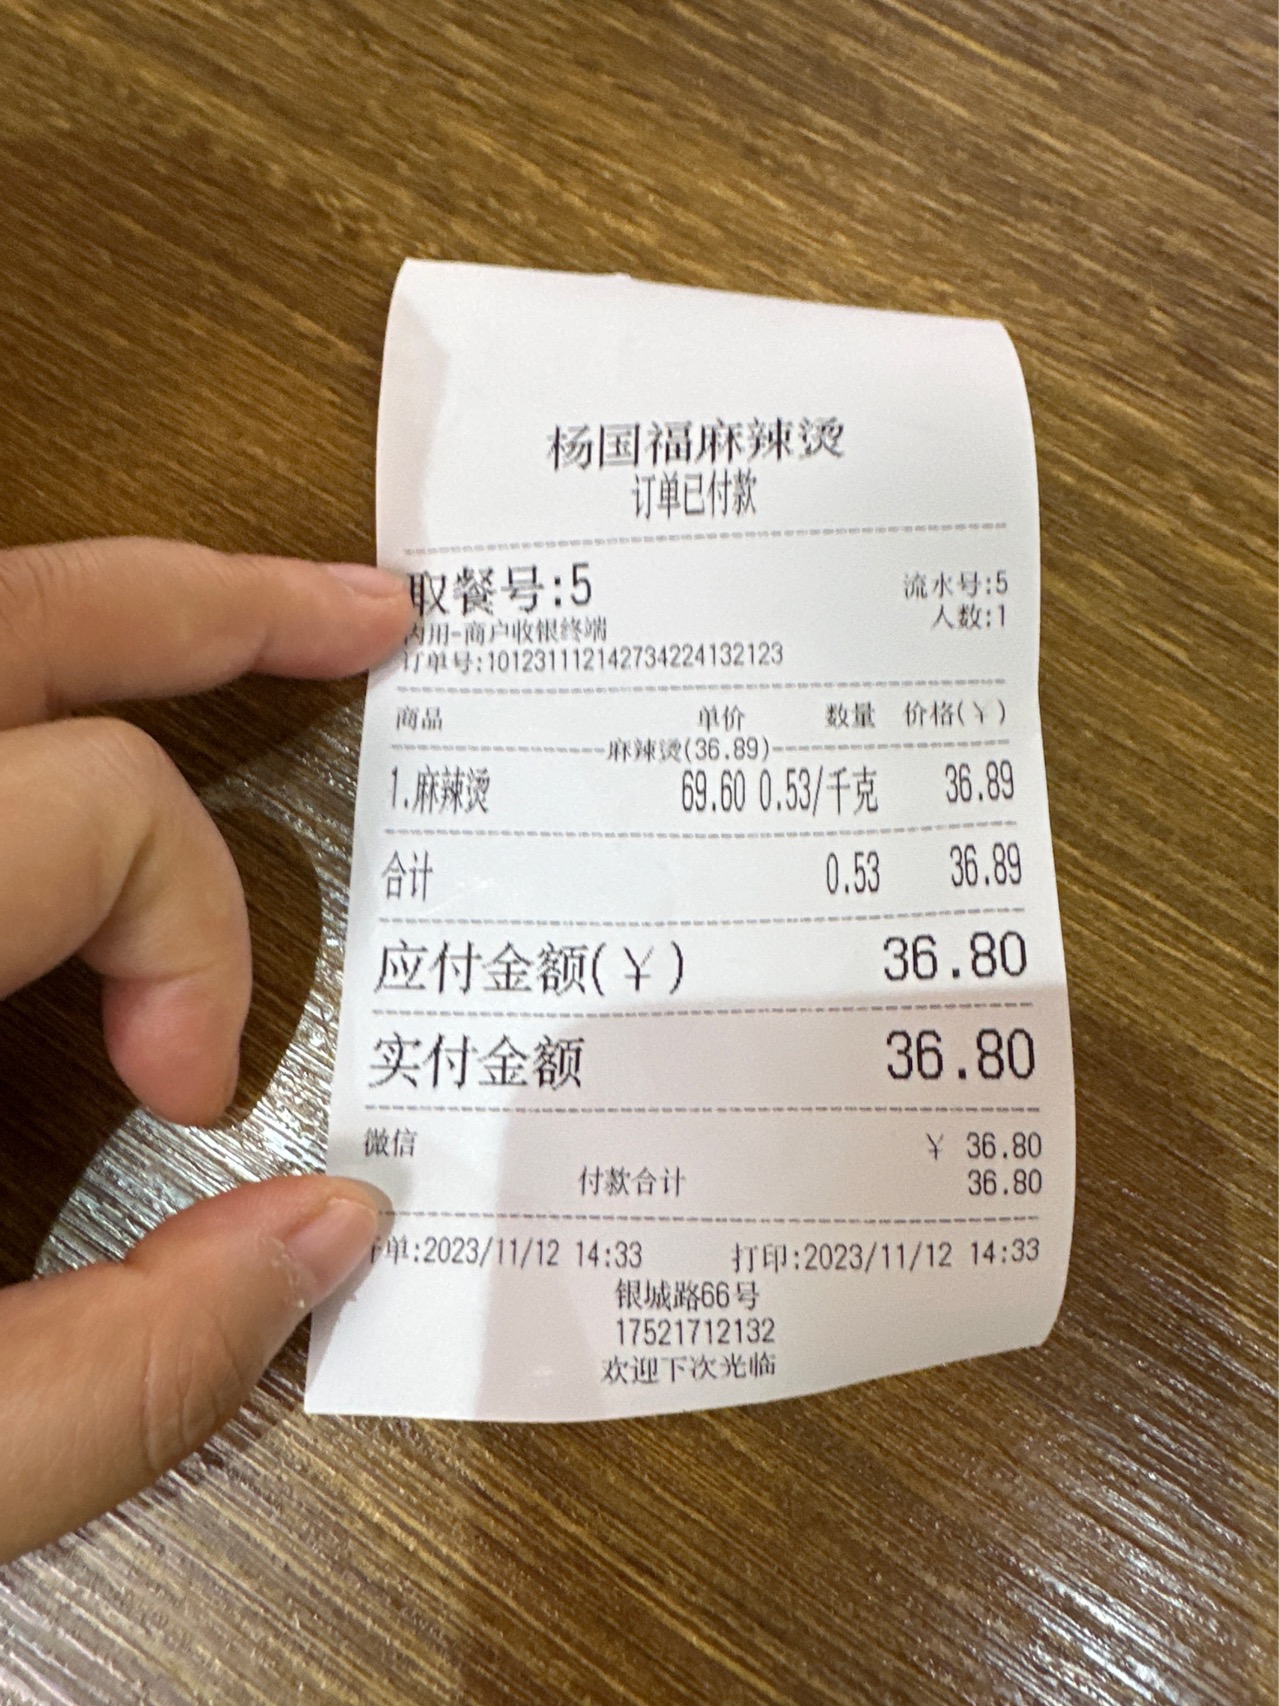 杨国福麻辣烫
订单已付款
取餐号:5 流水号:5
人数:1
内用-商户收银终端
订单号:101231112142734224132123
商品 单价 数量 价格(¥)
麻辣烫(36.89)
1.麻辣烫 69.60 0.53/千克 36.89
合计 0.53 36.89
应付金额(¥) 36.80
实付金额 36.80
微信 ¥ 36.80
付款合计 36.80
单:2023/11/12 14:33 打印:2023/11/12 14:33
银城路66号
17521712132
欢迎下次光临